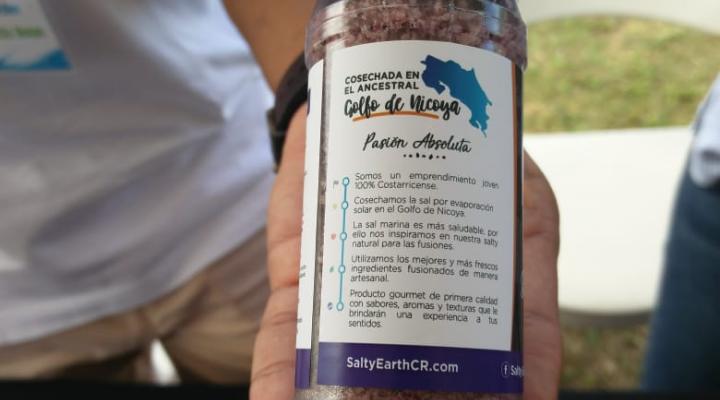 COSECHADA EN
EL ANCESTRAL
Golfo de Nicoya
Pasión Absoluta
Somos un emprendimiento joven
100% Costarricense.
Cosechamos la sal por evaporación
solar en el Golfo de Nicoya.
La sal marina es más saludable, por
ello nos inspiramos en nuestra salty
natural para las fusiones.
Utilizamos los mejores y más frescos
ingredientes fusionados de manera
artesanal.
Producto gourmet de primera calidad
con sabores, aromas y texturas que le
brindarán una experiencia a tus
sentidos.
SaltyEarthCR.com